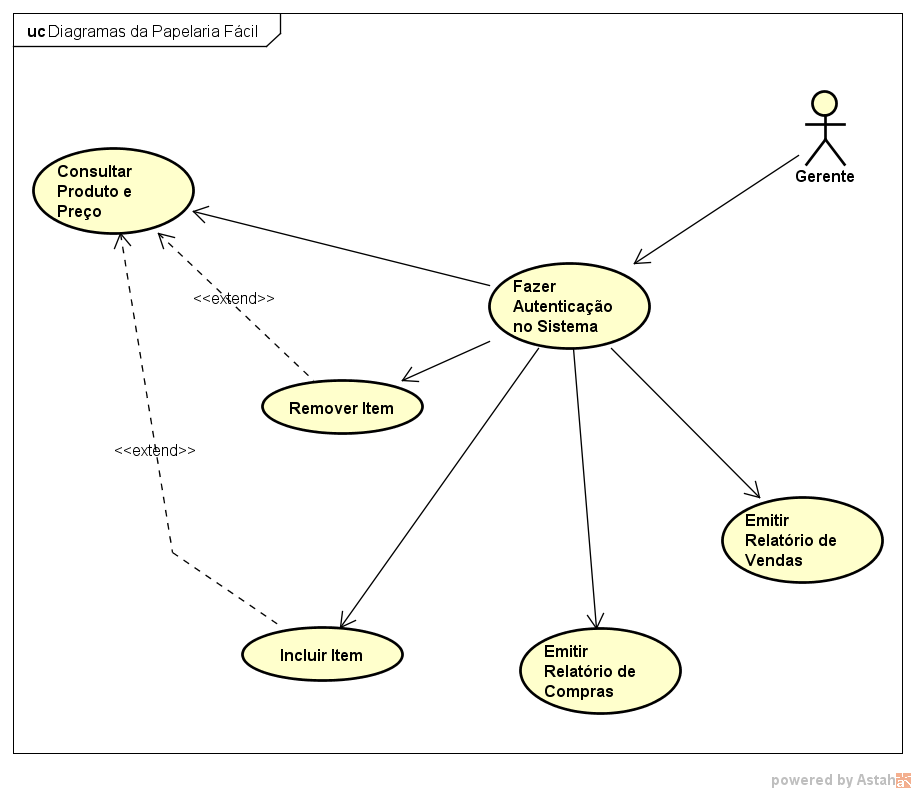 uc Diagramas da Papelaria Fácil
Gerente
Consultar
Produto e
Preço
Fazer
Autenticação
no Sistema
<<extend>>
Remover Item
<<extend>>
Emitir
Relatório de
Vendas
Incluir Item
Emitir
Relatório de
Compras
powered by Astah